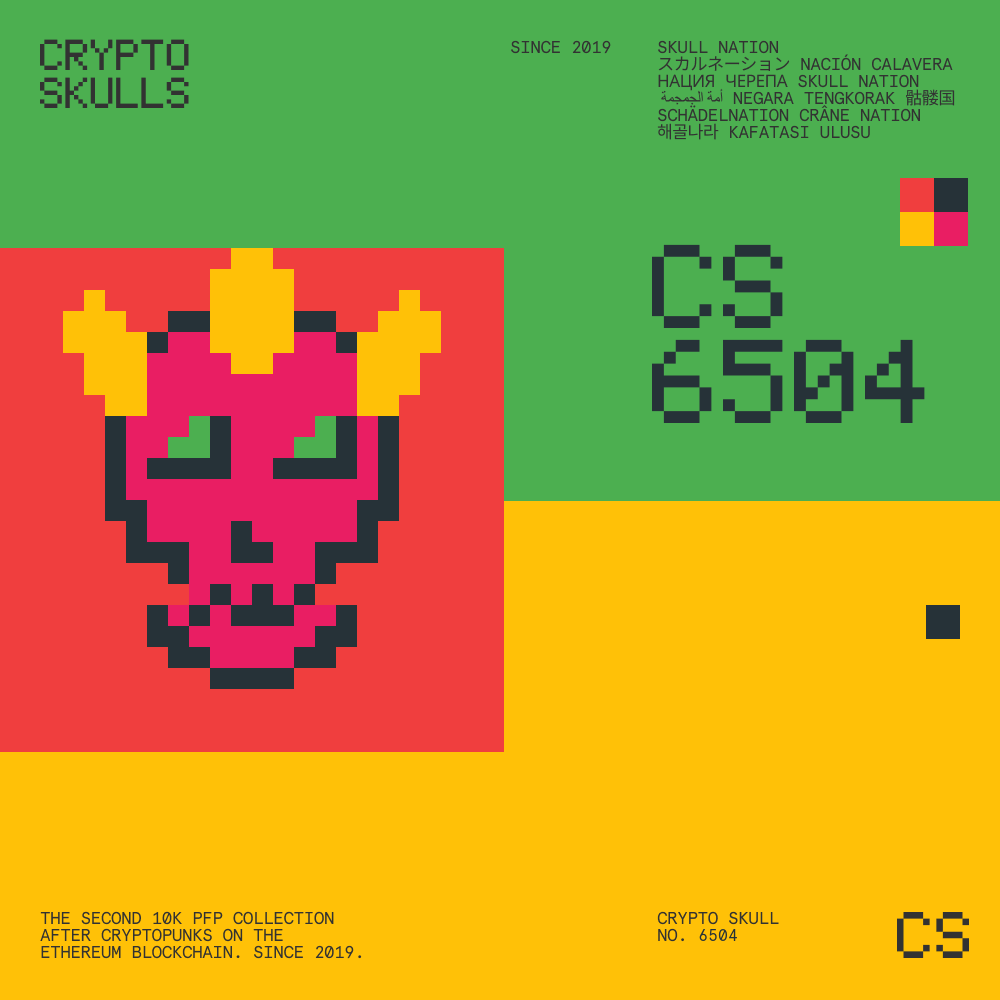 CRYPTO
SKULLS
SINCE 2019
SKULL NATION
スカルネーション NACIÓN CALAVERA
НАЦИЯ ЧЕРЕПА SKULL NATION
أمة الجمجمة NEGARA TENGKORAK 骷髅国
SCHÄDELNATION CRÂNE NATION
해골나라 KAFATASI ULUSU
CS
6504
THE SECOND 10K PFP COLLECTION
AFTER CRYPTOPUNKS ON THE
ETHEREUM BLOCKCHAIN. SINCE 2019.
CRYPTO SKULL
NO. 6504
CS